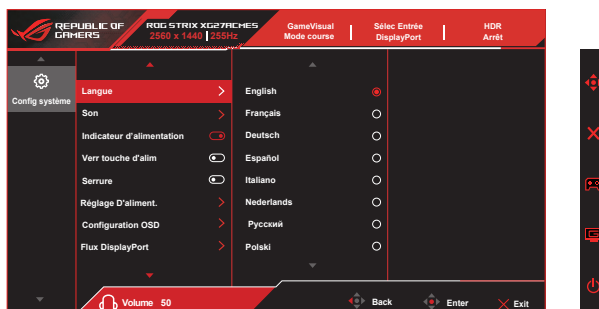 REPUBLIC OF
GAMERS
ROG STRIX XG27ACMES
2560 x 1440 255Hz
GameVisual
Mode course
Sélec Entrée
DisplayPort
HDR
Arrêt
Config système
Langue
English
Son
Français
Indicateur d'alimentation
Deutsch
Verr touche d'alim
Español
Serrure
Italiano
Réglage D'aliment.
Nederlands
Configuration OSD
Русский
Flux DisplayPort
Polski
Volume 50
Back
Enter
Exit